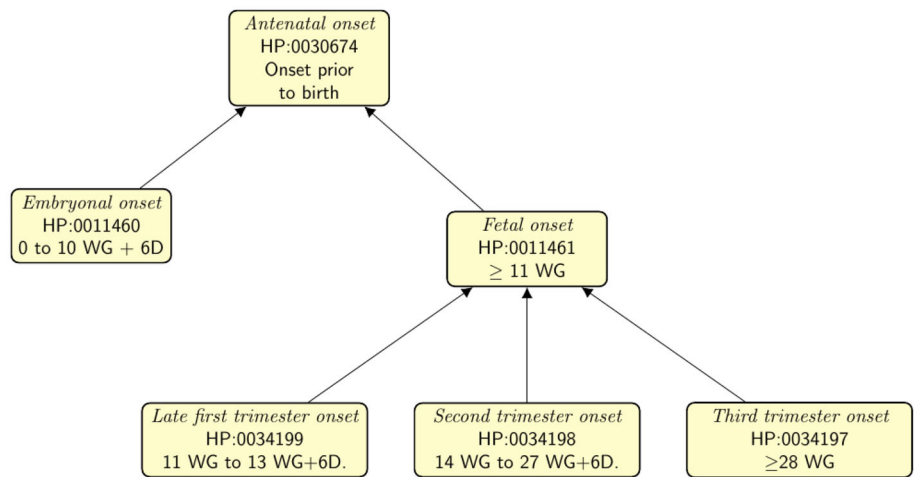 Antenatal onset
HP:0030674
Onset prior
to birth
Embryonal onset
HP:0011460
0 to 10 WG + 6D
Fetal onset
HP:0011461
≥ 11 WG
Late first trimester onset
HP:0034199
11 WG to 13 WG+6D.
Second trimester onset
HP:0034198
14 WG to 27 WG+6D.
Third trimester onset
HP:0034197
≥28 WG